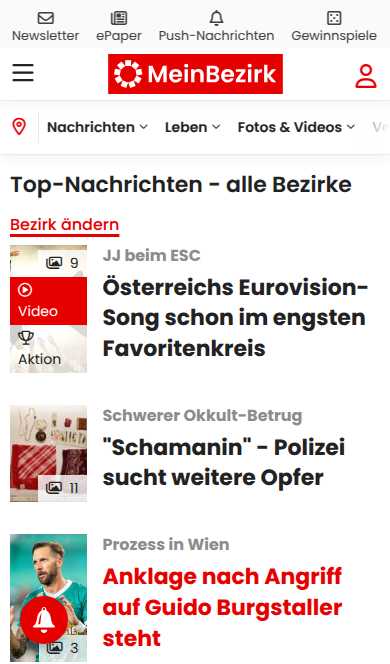 Newsletter
ePaper
Push-Nachrichten
Gewinnspiele
MeinBezirk
Nachrichten
Leben
Fotos & Videos
Top-Nachrichten - alle Bezirke
Bezirk ändern
9
Video
Aktion
JJ beim ESC
Österreichs Eurovision-
Song schon im engsten
Favoritenkreis
11
Schwerer Okkult-Betrug
"Schamanin" - Polizei
sucht weitere Opfer
3
Prozess in Wien
Anklage nach Angriff
auf Guido Burgstaller
steht